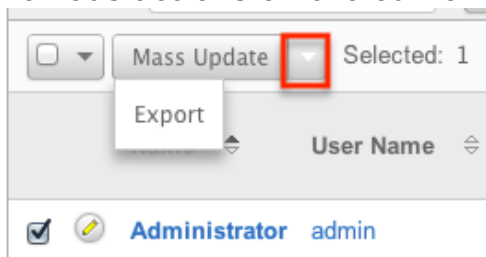 Mass Update Selected: 1
Export
User Name
Administrator admin